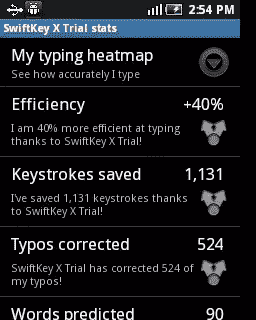 2:54 PM
SwiftKey X Trial stats
My typing heatmap
See how accurately I type
Efficiency +40%
I am 40% more efficient at typing
thanks to SwiftKey X Trial!
Keystrokes saved 1,131
I've saved 1,131 keystrokes thanks
to SwiftKey X Trial!
Typos corrected 524
SwiftKey X Trial has corrected 524 of
my typos!
Words predicted 90